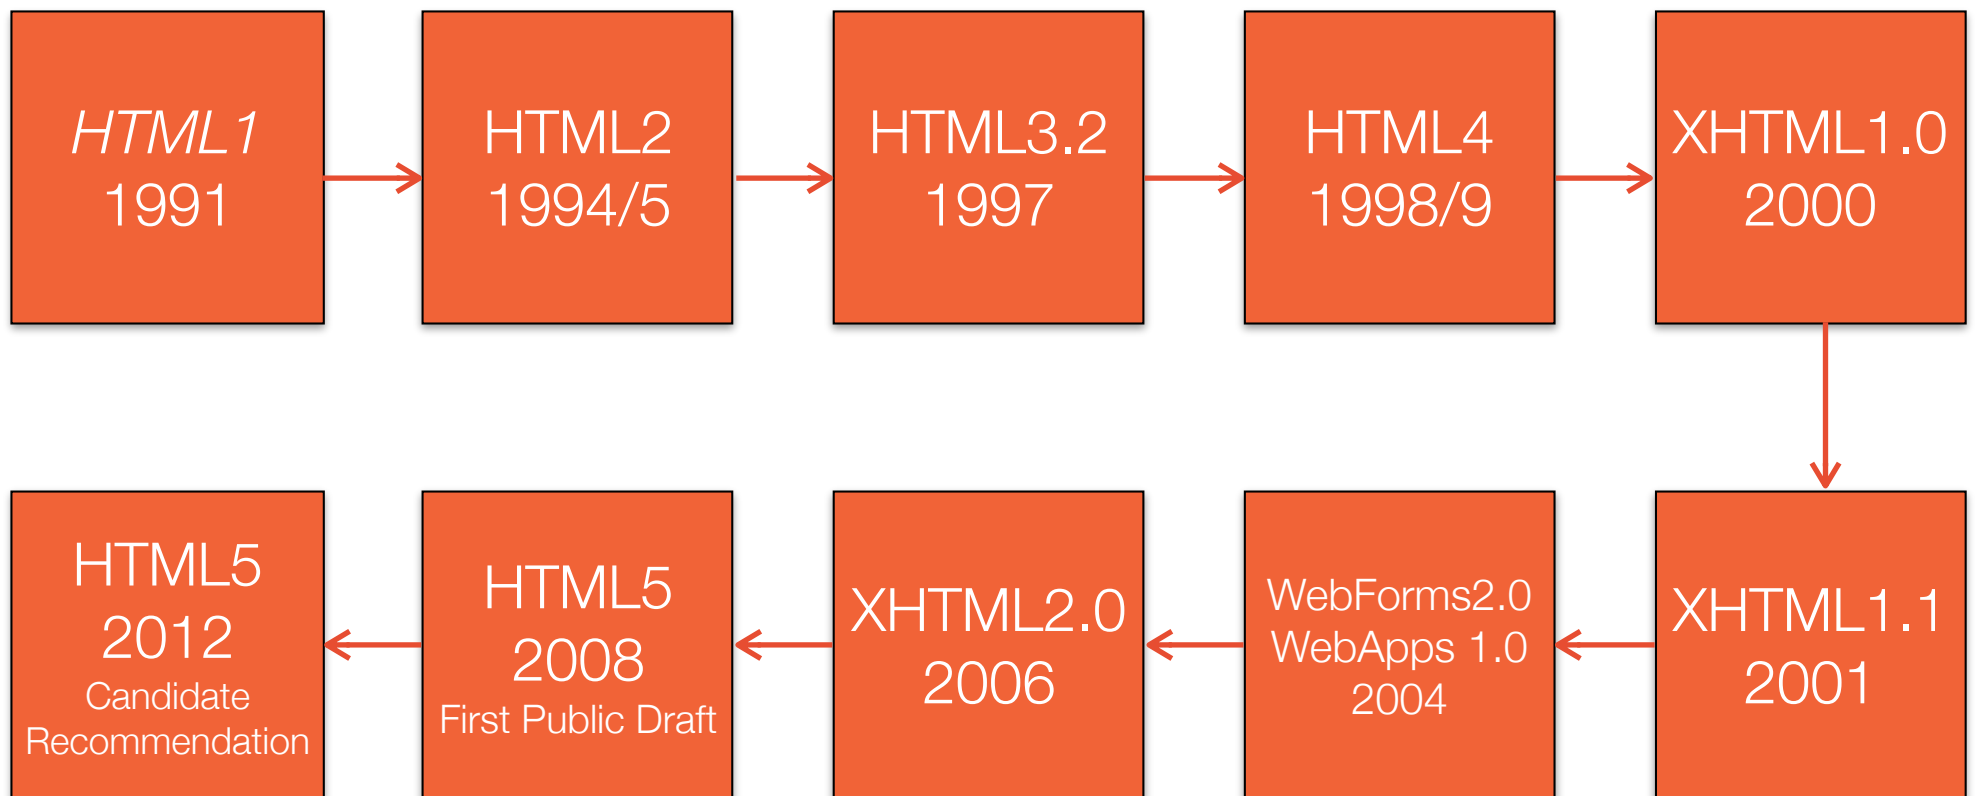 HTML1
1991
HTML2
1994/5
HTML3.2
1997
HTML4
1998/9
XHTML1.0
2000
HTML5
2012
Candidate
Recommendation
HTML5
2008
First Public Draft
XHTML2.0
2006
WebForms2.0
WebApps 1.0
2004
XHTML1.1
2001